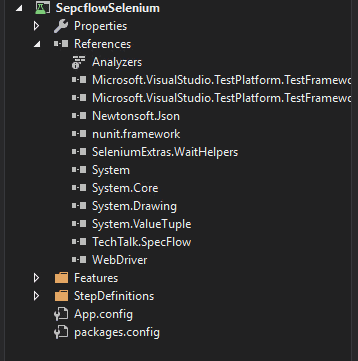 SepcflowSelenium
Properties
References
Analyzers
Microsoft.VisualStudio.TestPlatform.TestFramewo
Microsoft.VisualStudio.TestPlatform.TestFramewo
Newtonsoft.Json
nunit.framework
SeleniumExtras.WaitHelpers
System
System.Core
System.Drawing
System.ValueTuple
TechTalk.SpecFlow
WebDriver
Features
StepDefinitions
App.config
packages.config